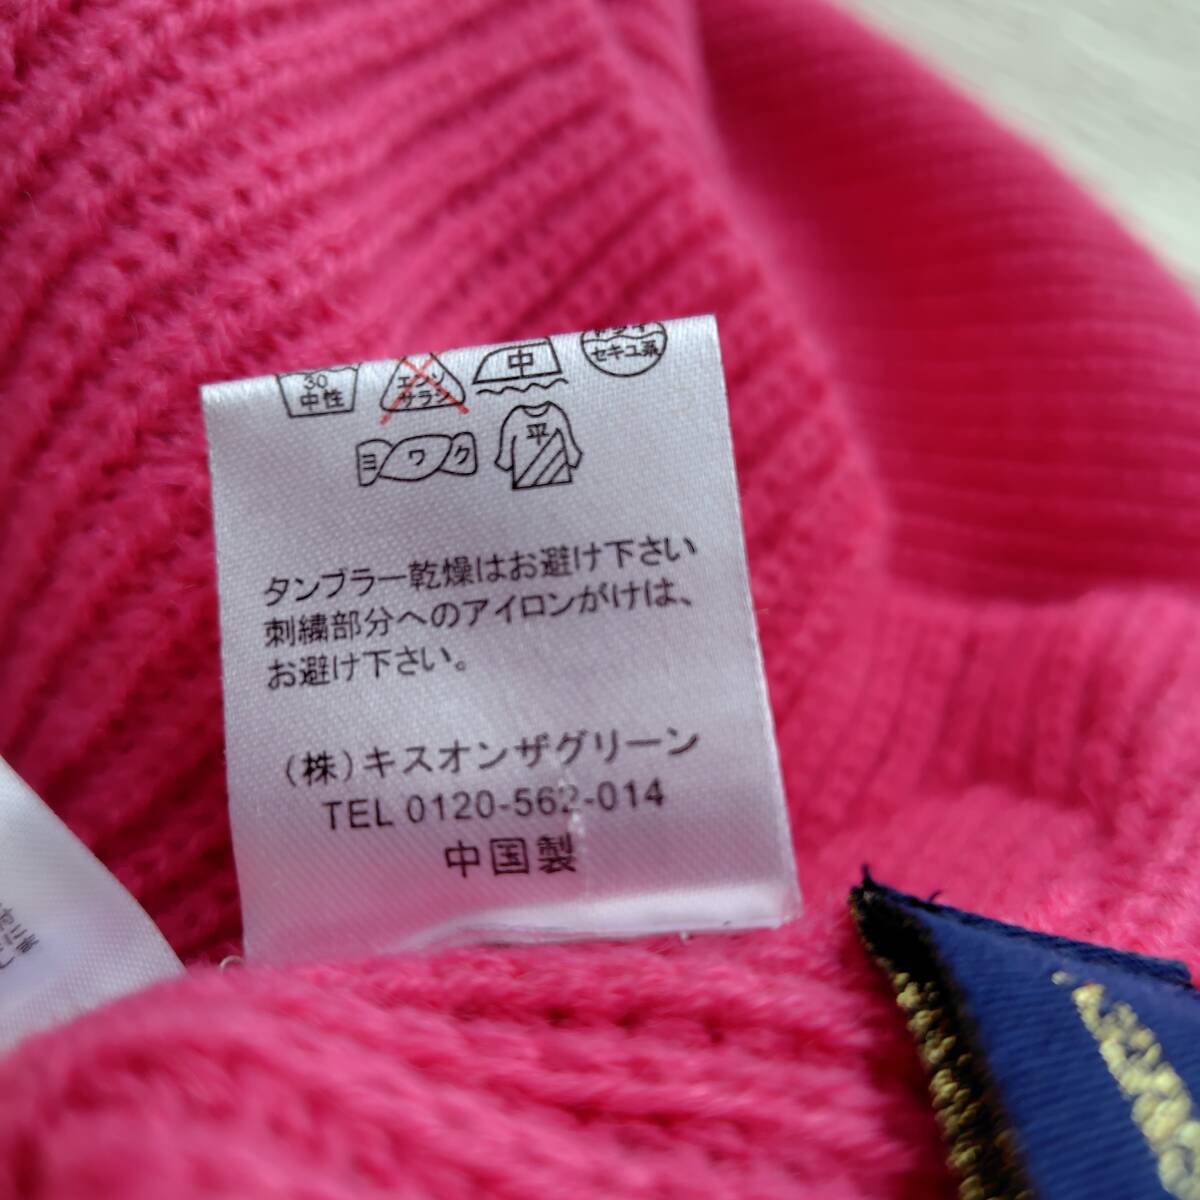 30
中性
エンソ
サラシ
中
ドライ
セキユ系
ヨワク
平
タンブラー乾燥はお避け下さい
刺繍部分へのアイロンがけは、
お避け下さい。
(株)キスオンザグリーン
TEL 0120-562-014
中国製